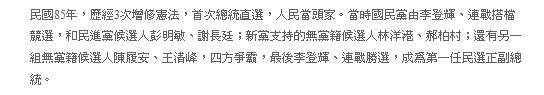 民國85年，歷經3次增修憲法，首次總統直選，人民當頭家。當時國民黨由李登輝、連戰搭檔
競選，和民進黨候選人彭明敏、謝長廷；新黨支持的無黨籍候選人林洋港、郝柏村；還有另一
組無黨籍候選人陳履安、王清峰，四方爭霸，最後李登輝、連戰勝選，成為第一任民選正副總
統。